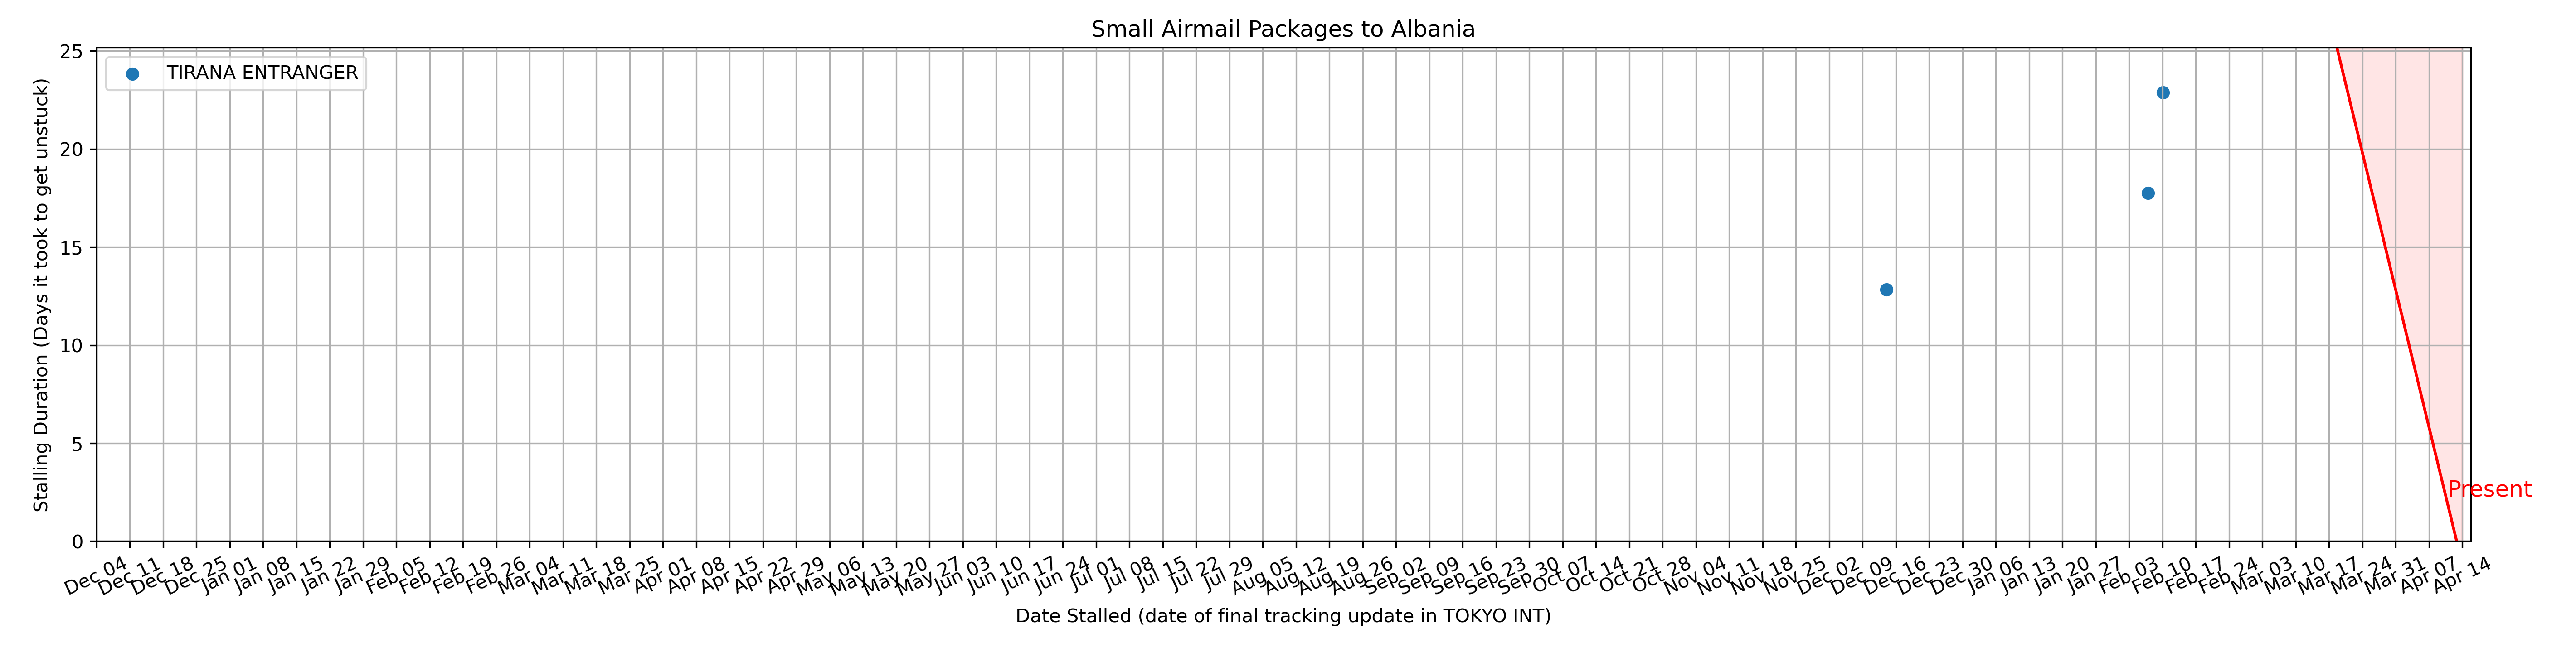 Small Airmail Packages to Albania
TIRANA ENTRANGER
Stalling Duration (Days it took to get unstuck)
25
20
15
10
5
0
Present
Dec 04 Dec 11 Dec 18 Dec 25 Jan 01 Jan 08 Jan 15 Jan 22 Jan 29 Feb 05 Feb 12 Feb 19 Feb 26 Mar 04 Mar 11 Mar 18 Mar 25 Apr 01 Apr 08 Apr 15 Apr 22 Apr 29 May 06 May 13 May 20 May 27 Jun 03 Jun 10 Jun 17 Jun 24 Jul 01 Jul 08 Jul 15 Jul 22 Jul 29 Aug 05 Aug 12 Aug 19 Aug 26 Sep 02 Sep 09 Sep 16 Sep 23 Sep 30 Oct 07 Oct 14 Oct 21 Oct 28 Nov 04 Nov 11 Nov 18 Nov 25 Dec 02 Dec 09 Dec 16 Dec 23 Dec 30 Jan 06 Jan 13 Jan 20 Jan 27 Feb 03 Feb 10 Feb 17 Feb 24 Mar 03 Mar 10 Mar 17 Mar 24 Mar 31 Apr 07 Apr 14
Date Stalled (date of final tracking update in TOKYO INT)